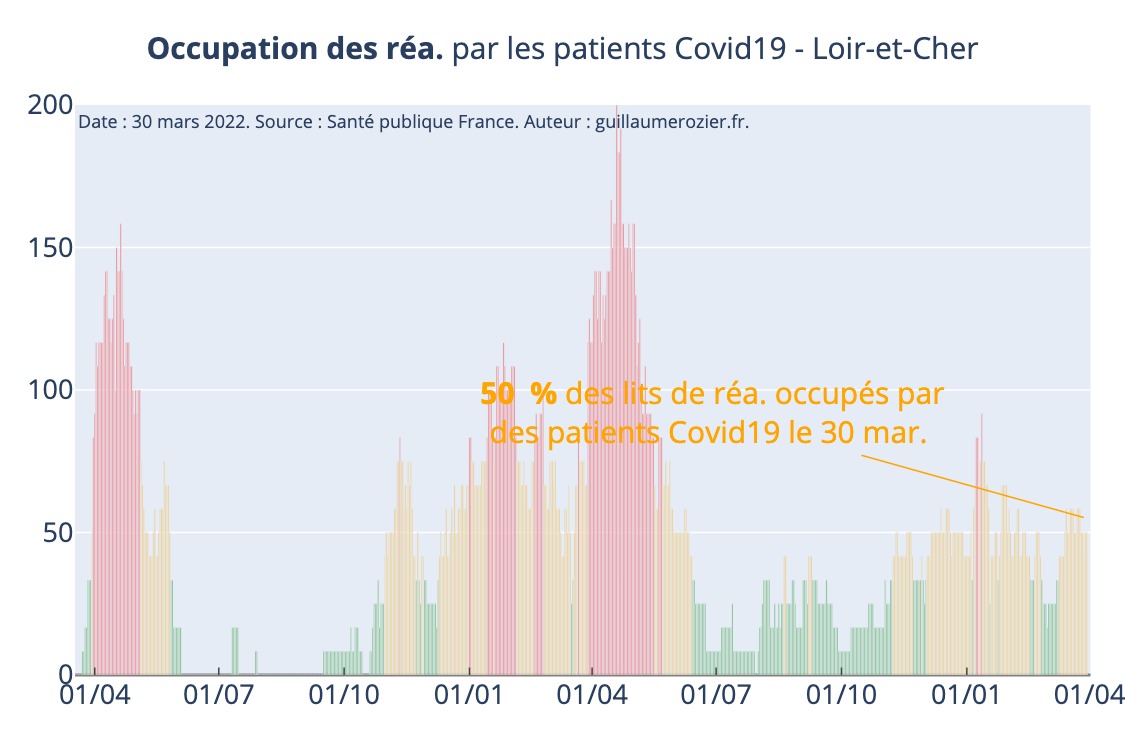 Occupation des réa. par les patients Covid19 - Loir-et-Cher
200
Date : 30 mars 2022. Source : Santé publique France. Auteur : guillaumerozier.fr.
150
100
50 % des lits de réa. occupés par
des patients Covid19 le 30 mar.
50
0
01/04 01/07 01/10 01/01 01/04 01/07 01/10 01/01 01/04